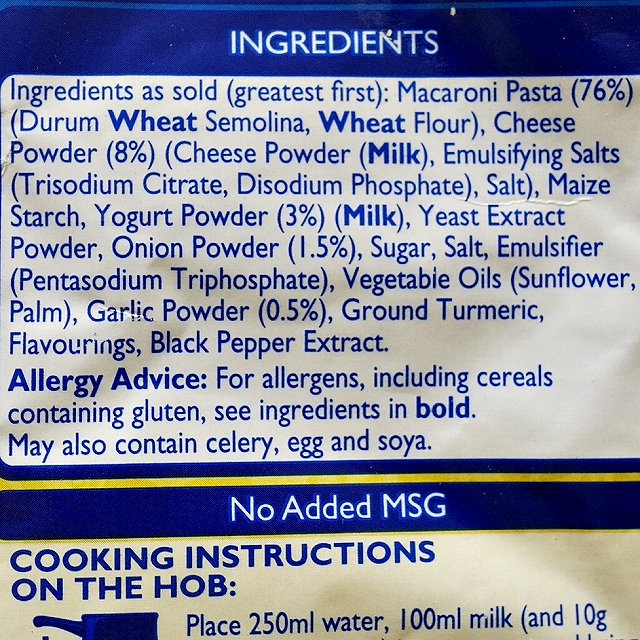 INGREDIENTS
Ingredients as sold (greatest first): Macaroni Pasta (76%)
(Durum Wheat Semolina, Wheat Flour), Cheese
Powder (8%) (Cheese Powder (Milk), Emulsifying Salts
(Trisodium Citrate, Disodium Phosphate), Salt), Maize
Starch, Yogurt Powder (3%) (Milk), Yeast Extract
Powder, Onion Powder (1.5%), Sugar, Salt, Emulsifier
(Pentasodium Triphosphate), Vegetable Oils (Sunflower,
Palm), Garlic Powder (0.5%), Ground Turmeric,
Flavourings, Black Pepper Extract.
Allergy Advice: For allergens, including cereals
containing gluten, see ingredients in bold.
May also contain celery, egg and soya.
No Added MSG
COOKING INSTRUCTIONS
ON THE HOB:
Place 250ml water, 100ml milk (and 10g